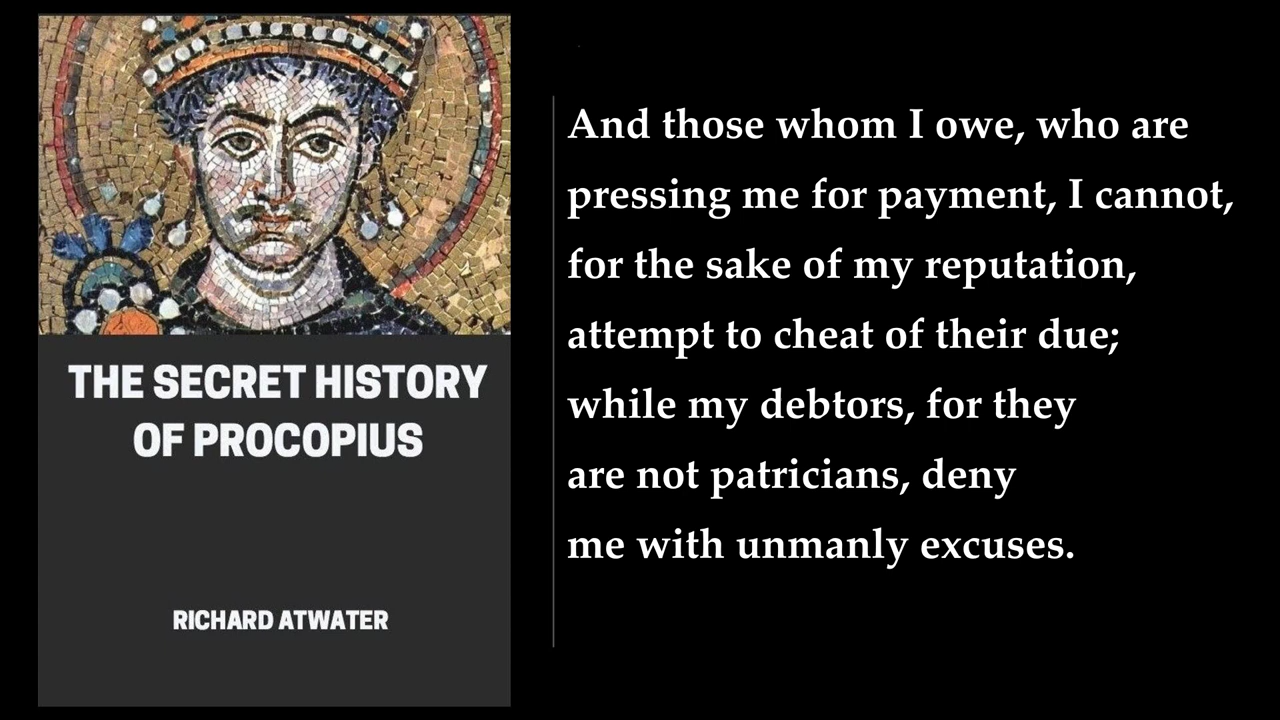 THE SECRET HISTORY
OF PROCOPIUS
RICHARD ATWATER
And those whom I owe, who are
pressing me for payment, I cannot,
for the sake of my reputation,
attempt to cheat of their due;
while my debtors, for they
are not patricians, deny
me with unmanly excuses.